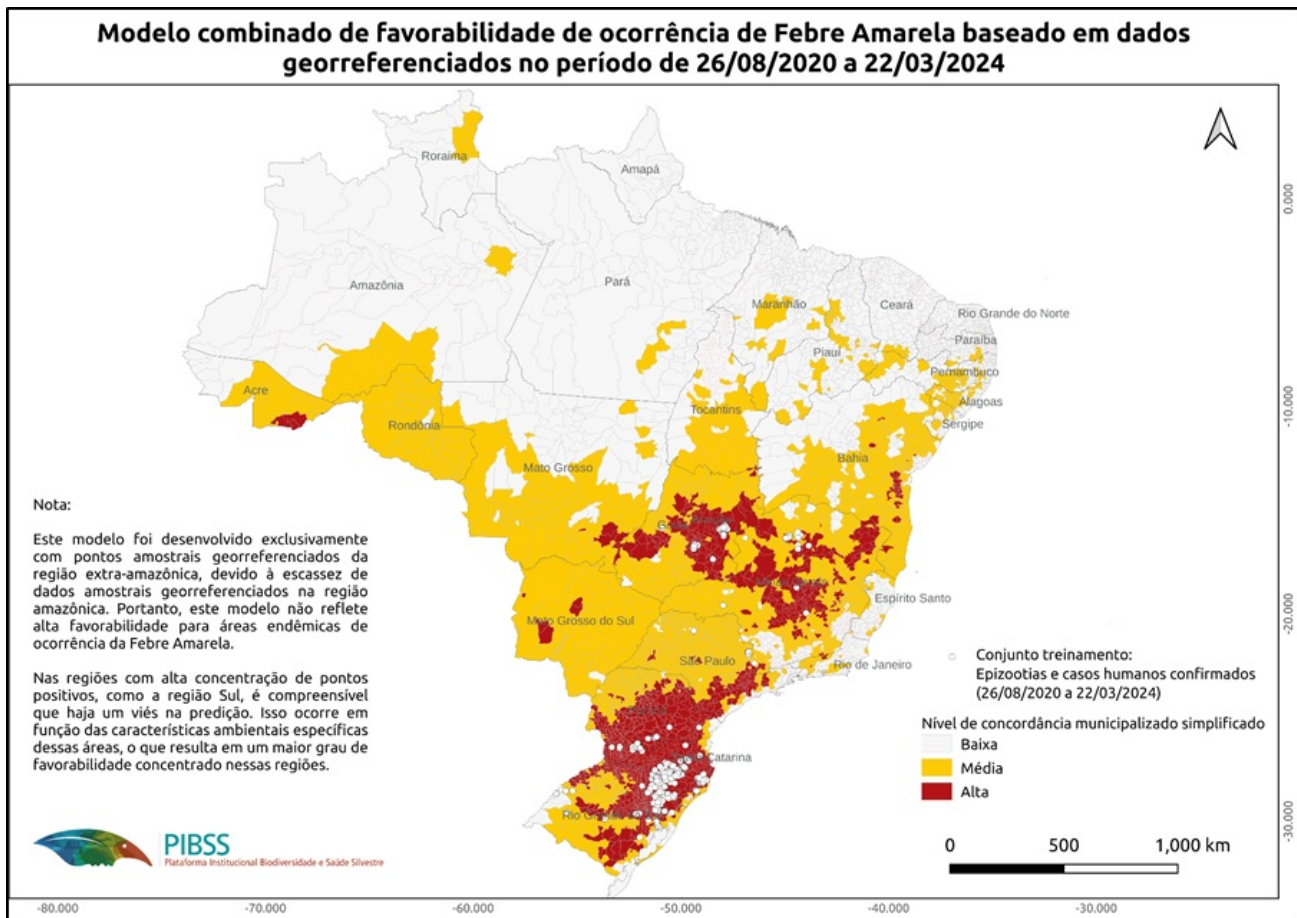 Modelo combinado de favorabilidade de ocorrência de Febre Amarela baseado em dados
georreferenciados no período de 26/08/2020 a 22/03/2024
Roraima
Amapá
0.000
Amazônia
Pará
Maranhão
Ceará
Rio Grande do Norte
Paraíba
Piauí
Pernambuco
Acre
Alagoas
Tocantins
-10.000
Rondônia
Sergipe
Bahia
Mato Grosso
Espírito Santo
-20.000
Mato Grosso do Sul
São Paulo
Rio de Janeiro
Catarina
Rio Grande
-30.000
Nota:
Este modelo foi desenvolvido exclusivamente
com pontos amostrais georreferenciados da
região extra-amazônica, devido à escassez de
dados amostrais georreferenciados na região
amazônica. Portanto, este modelo não reflete
alta favorabilidade para áreas endêmicas de
ocorrência da Febre Amarela.
Nas regiões com alta concentração de pontos
positivos, como a região Sul, é compreensível
que haja um viés na predição. Isso ocorre em
função das características ambientais específicas
dessas áreas, o que resulta em um maior grau de
favorabilidade concentrado nessas regiões.
Conjunto treinamento:
Epizootias e casos humanos confirmados
(26/08/2020 a 22/03/2024)
Nível de concordância municipalizado simplificado
Baixa
Média
Alta
0 500 1,000 km
PIBSS
Plataforma Institucional Biodiversidade e Saúde Silvestre
-80.000 -70.000 -60.000 -50.000 -40.000 -30.000